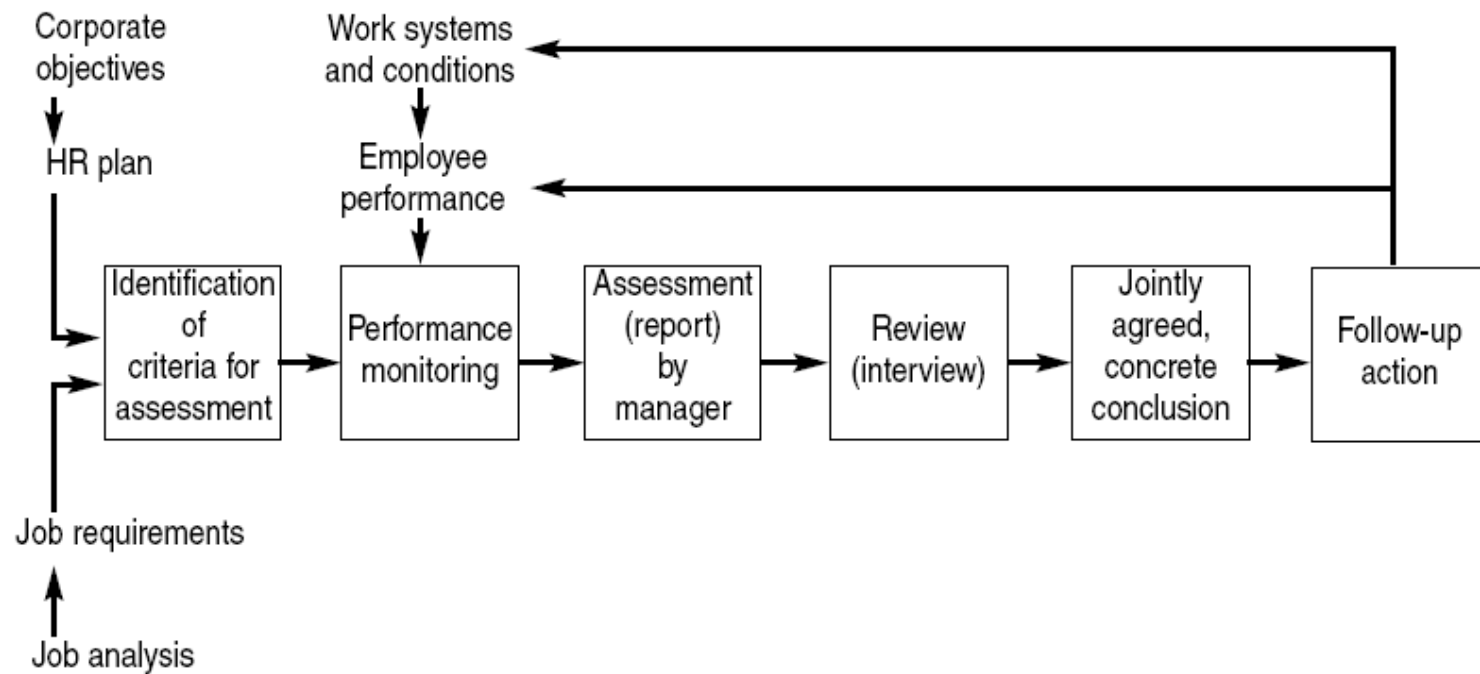 Corporate
objectives
HR plan
Work systems
and conditions
Employee
performance
Identification
of
criteria for
assessment
Performance
monitoring
Assessment
(report)
by
manager
Review
(interview)
Jointly
agreed,
concrete
conclusion
Follow-up
action
Job requirements
Job analysis